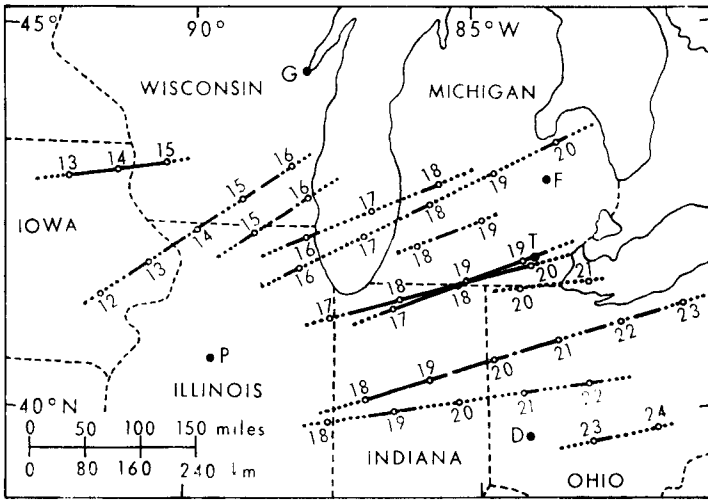 45° 90° 85°W
G
WISCONSIN MICHIGAN
13 14 15
16 20
15 16 18 19 F
17 18
IOWA 14 15 16 17 19
13 16 18 19 T
12 18 19 20 21
17 17 18 20
22 23
P 19 20 21
ILLINOIS 18
40°N 18 19 20 21 22
0 50 100 150 miles D 23 24
0 80 160 240 lm INDIANA OHIO